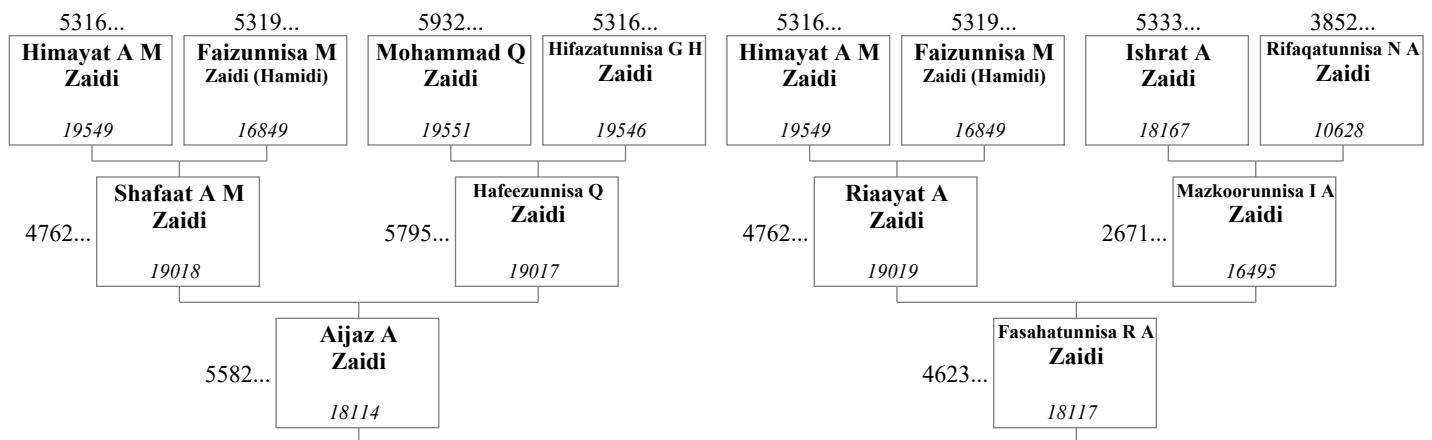 5316... 5319... 5932... 5316... 5316... 5319... 5333... 3852...
Himayat A M
Zaidi
19549
Faizunnisa M
Zaidi (Hamidi)
16849
Mohammad Q
Zaidi
19551
Hifazatunnisa G H
Zaidi
19546
Himayat A M
Zaidi
19549
Faizunnisa M
Zaidi (Hamidi)
16849
Ishrat A
Zaidi
18167
Rifaqatunnisa N A
Zaidi
10628
4762...
Shafaat A M
Zaidi
19018
5795...
Hafeezunnisa Q
Zaidi
19017
4762...
Riaayat A
Zaidi
19019
2671...
Mazkoorunnisa I A
Zaidi
16495
5582...
Aijaz A
Zaidi
18114
4623...
Fasahatunnisa R A
Zaidi
18117